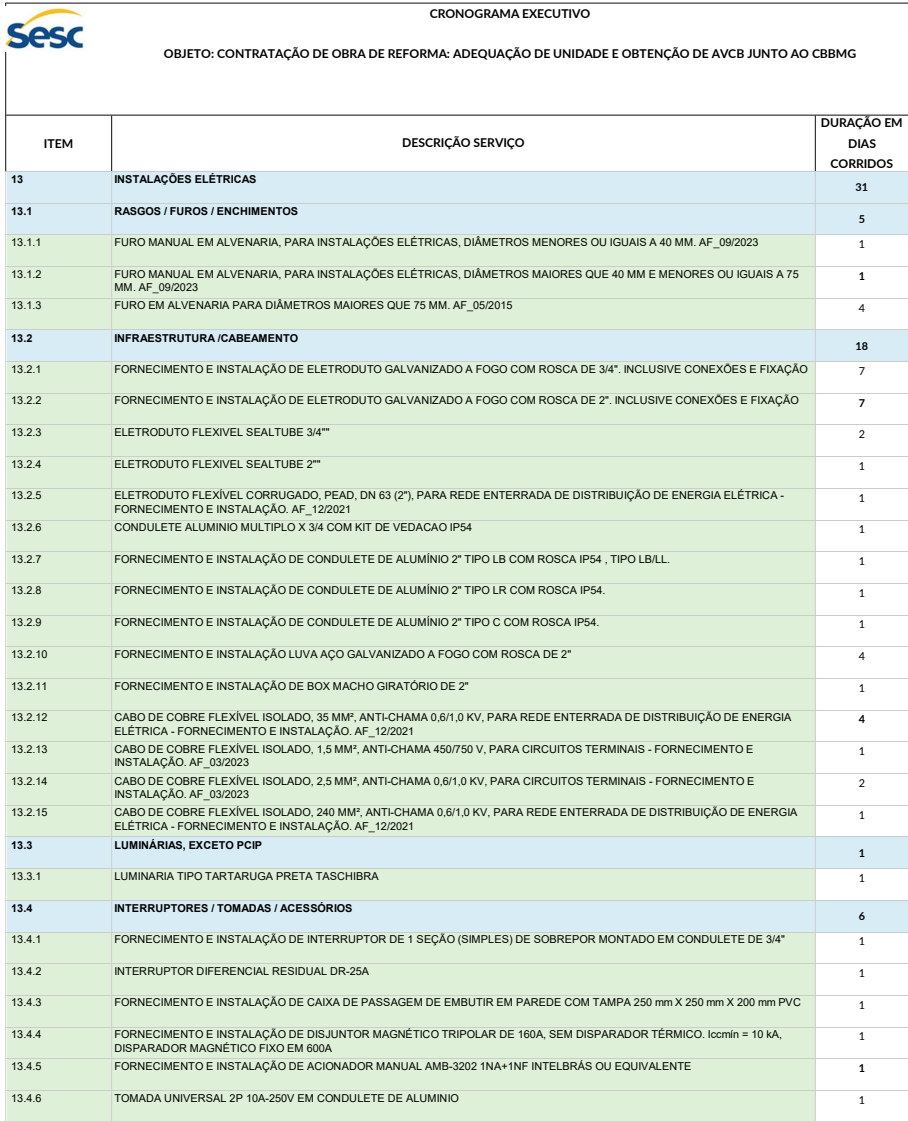 Sesc
CRONOGRAMA EXECUTIVO
OBJETO: CONTRATAÇÃO DE OBRA DE REFORMA: ADEQUAÇÃO DE UNIDADE E OBTENÇÃO DE AVCB JUNTO AO CBBMG
ITEM DESCRIÇÃO SERVIÇO DURAÇÃO EM
DIAS
CORRIDOS
13 INSTALAÇÕES ELÉTRICAS 31
13.1 RASGOS / FUROS / ENCHIMENTOS 5
13.1.1 FURO MANUAL EM ALVENARIA, PARA INSTALAÇÕES ELÉTRICAS, DIÂMETROS MENORES OU IGUAIS A 40 MM. AF_09/2023 1
13.1.2 FURO MANUAL EM ALVENARIA, PARA INSTALAÇÕES ELÉTRICAS, DIÂMETROS MAIORES QUE 40 MM E MENORES OU IGUAIS A 75
MM. AF_09/2023 1
13.1.3 FURO EM ALVENARIA PARA DIÂMETROS MAIORES QUE 75 MM. AF_05/2015 4
13.2 INFRAESTRUTURA /CABEAMENTO 18
13.2.1 FORNECIMENTO E INSTALAÇÃO DE ELETRODUTO GALVANIZADO A FOGO COM ROSCA DE 3/4". INCLUSIVE CONEXÕES E FIXAÇÃO 7
13.2.2 FORNECIMENTO E INSTALAÇÃO DE ELETRODUTO GALVANIZADO A FOGO COM ROSCA DE 2". INCLUSIVE CONEXÕES E FIXAÇÃO 7
13.2.3 ELETRODUTO FLEXIVEL SEALTUBE 3/4"" 2
13.2.4 ELETRODUTO FLEXIVEL SEALTUBE 2"" 1
13.2.5 ELETRODUTO FLEXÍVEL CORRUGADO, PEAD, DN 63 (2"), PARA REDE ENTERRADA DE DISTRIBUIÇÃO DE ENERGIA ELÉTRICA -
FORNECIMENTO E INSTALAÇÃO. AF_12/2021 1
13.2.6 CONDULETE ALUMINIO MULTIPLO X 3/4 COM KIT DE VEDACAO IP54 1
13.2.7 FORNECIMENTO E INSTALAÇÃO DE CONDULETE DE ALUMÍNIO 2" TIPO LB COM ROSCA IP54 , TIPO LB/LL. 1
13.2.8 FORNECIMENTO E INSTALAÇÃO DE CONDULETE DE ALUMÍNIO 2" TIPO LR COM ROSCA IP54. 1
13.2.9 FORNECIMENTO E INSTALAÇÃO DE CONDULETE DE ALUMÍNIO 2" TIPO C COM ROSCA IP54. 1
13.2.10 FORNECIMENTO E INSTALAÇÃO LUVA AÇO GALVANIZADO A FOGO COM ROSCA DE 2" 4
13.2.11 FORNECIMENTO E INSTALAÇÃO DE BOX MACHO GIRATÓRIO DE 2" 1
13.2.12 CABO DE COBRE FLEXÍVEL ISOLADO, 35 MM², ANTI-CHAMA 0,6/1,0 KV, PARA REDE ENTERRADA DE DISTRIBUIÇÃO DE ENERGIA
ELÉTRICA - FORNECIMENTO E INSTALAÇÃO. AF_12/2021 4
13.2.13 CABO DE COBRE FLEXÍVEL ISOLADO, 1,5 MM², ANTI-CHAMA 450/750 V, PARA CIRCUITOS TERMINAIS - FORNECIMENTO E
INSTALAÇÃO. AF_03/2023 1
13.2.14 CABO DE COBRE FLEXÍVEL ISOLADO, 2,5 MM², ANTI-CHAMA 0,6/1,0 KV, PARA CIRCUITOS TERMINAIS - FORNECIMENTO E
INSTALAÇÃO. AF_03/2023 2
13.2.15 CABO DE COBRE FLEXÍVEL ISOLADO, 240 MM², ANTI-CHAMA 0,6/1,0 KV, PARA REDE ENTERRADA DE DISTRIBUIÇÃO DE ENERGIA
ELÉTRICA - FORNECIMENTO E INSTALAÇÃO. AF_12/2021 1
13.3 LUMINÁRIAS, EXCETO PCIP 1
13.3.1 LUMINARIA TIPO TARTARUGA PRETA TASCHIBRA 1
13.4 INTERRUPTORES / TOMADAS / ACESSÓRIOS 6
13.4.1 FORNECIMENTO E INSTALAÇÃO DE INTERRUPTOR DE 1 SEÇÃO (SIMPLES) DE SOBREPOR MONTADO EM CONDULETE DE 3/4" 1
13.4.2 INTERRUPTOR DIFERENCIAL RESIDUAL DR-25A 1
13.4.3 FORNECIMENTO E INSTALAÇÃO DE CAIXA DE PASSAGEM DE EMBUTIR EM PAREDE COM TAMPA 250 mm X 250 mm X 200 mm PVC 1
13.4.4 FORNECIMENTO E INSTALAÇÃO DE DISJUNTOR MAGNÉTICO TRIPOLAR DE 160A, SEM DISPARADOR TÉRMICO. Iccmín = 10 kA,
DISPARADOR MAGNÉTICO FIXO EM 600A 1
13.4.5 FORNECIMENTO E INSTALAÇÃO DE ACIONADOR MANUAL AMB-3202 1NA+1NF INTELBRÁS OU EQUIVALENTE 1
13.4.6 TOMADA UNIVERSAL 2P 10A-250V EM CONDULETE DE ALUMINIO 1